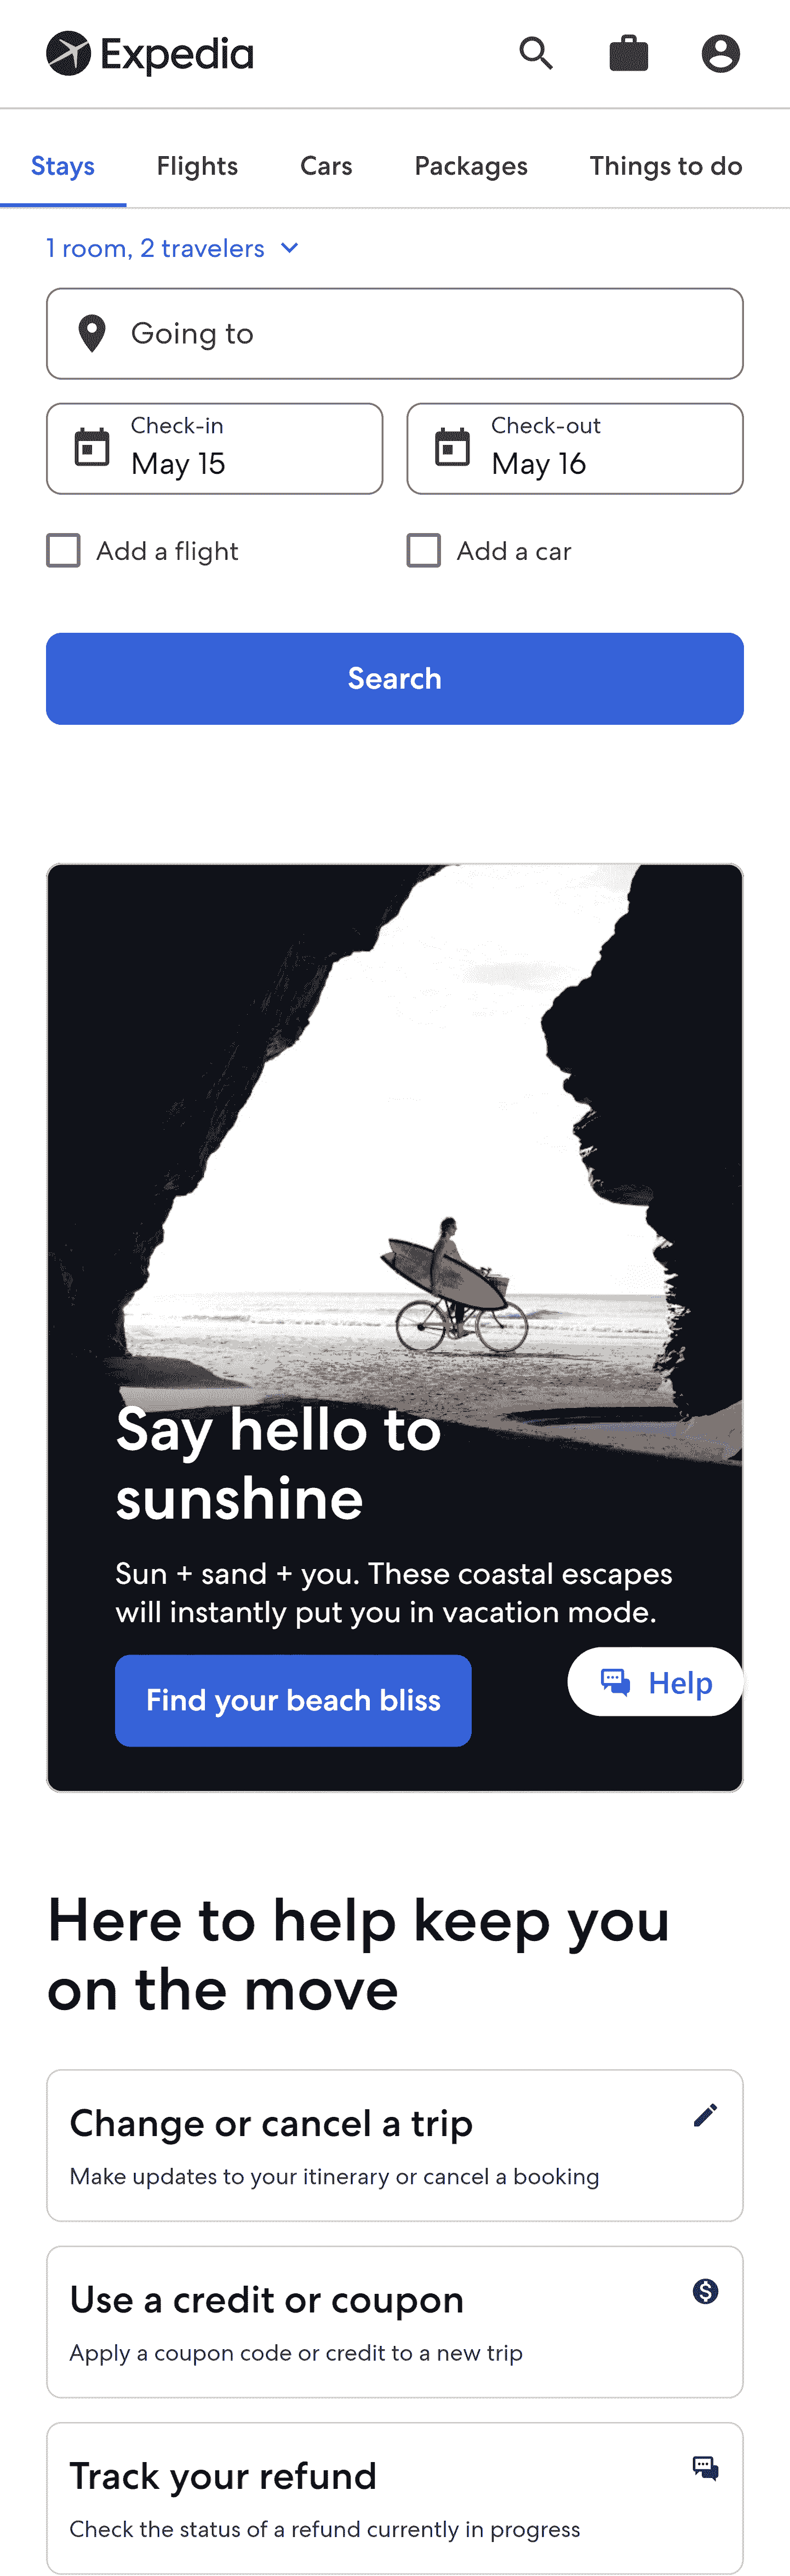 Expedia
Stays Flights Cars Packages Things to do
1 room, 2 travelers
Going to
Check-in
May 15
Check-out
May 16
Add a flight
Add a car
Search
Say hello to
sunshine
Sun + sand + you. These coastal escapes
will instantly put you in vacation mode.
Find your beach bliss
Help
Here to help keep you
on the move
Change or cancel a trip
Make updates to your itinerary or cancel a booking
Use a credit or coupon
Apply a coupon code or credit to a new trip
Track your refund
Check the status of a refund currently in progress